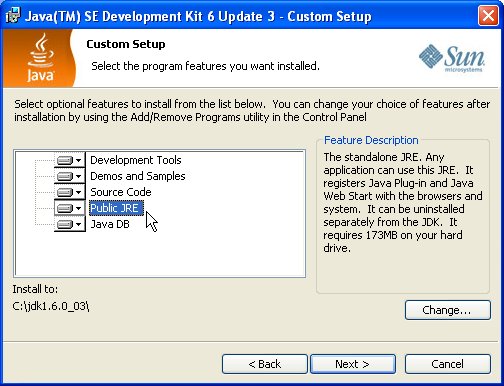 Java(TM) SE Development Kit 6 Update 3 - Custom Setup
Java
Custom Setup
Select the program features you want installed.
Sun
microsystems
Select optional features to install from the list below. You can change your choice of features after
installation by using the Add/Remove Programs utility in the Control Panel
Development Tools
Demos and Samples
Source Code
Public JRE
Java DB
Feature Description
The standalone JRE. Any
application can use this JRE. It
registers Java Plug-in and Java
Web Start with the browsers and
system. It can be uninstalled
separately from the JDK. It
requires 173MB on your hard
drive.
Install to:
C:\jdk1.6.0_03\
Change...
< Back
Next >
Cancel